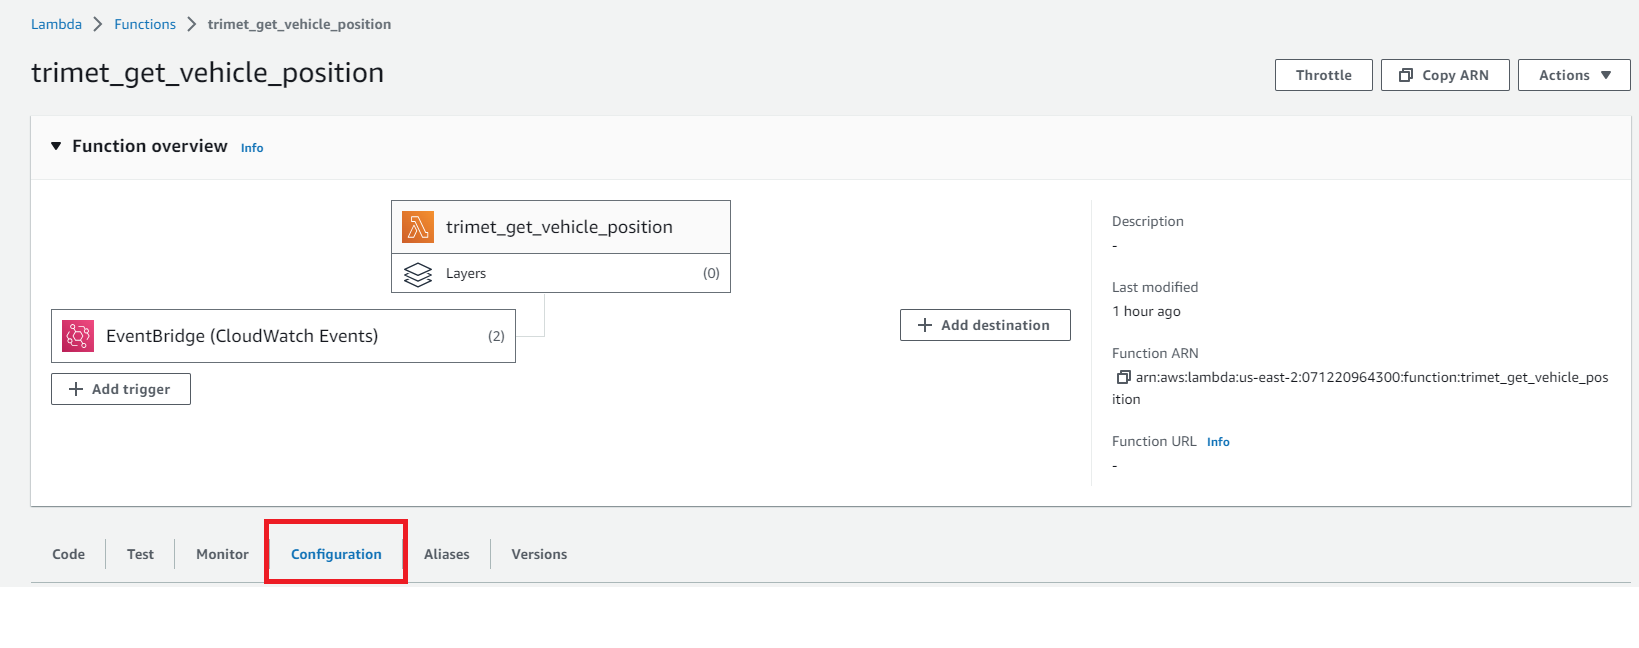 Lambda > Functions > trimet_get_vehicle_position
trimet_get_vehicle_position
Throttle
Copy ARN
Actions ▼
▼ Function overview Info
trimet_get_vehicle_position
Layers (0)
EventBridge (CloudWatch Events) (2)
+ Add trigger
+ Add destination
Description
-
Last modified
1 hour ago
Function ARN
arn:aws:lambda:us-east-2:071220964300:function:trimet_get_vehicle_pos
ition
Function URL Info
-
Code Test Monitor Configuration Aliases Versions